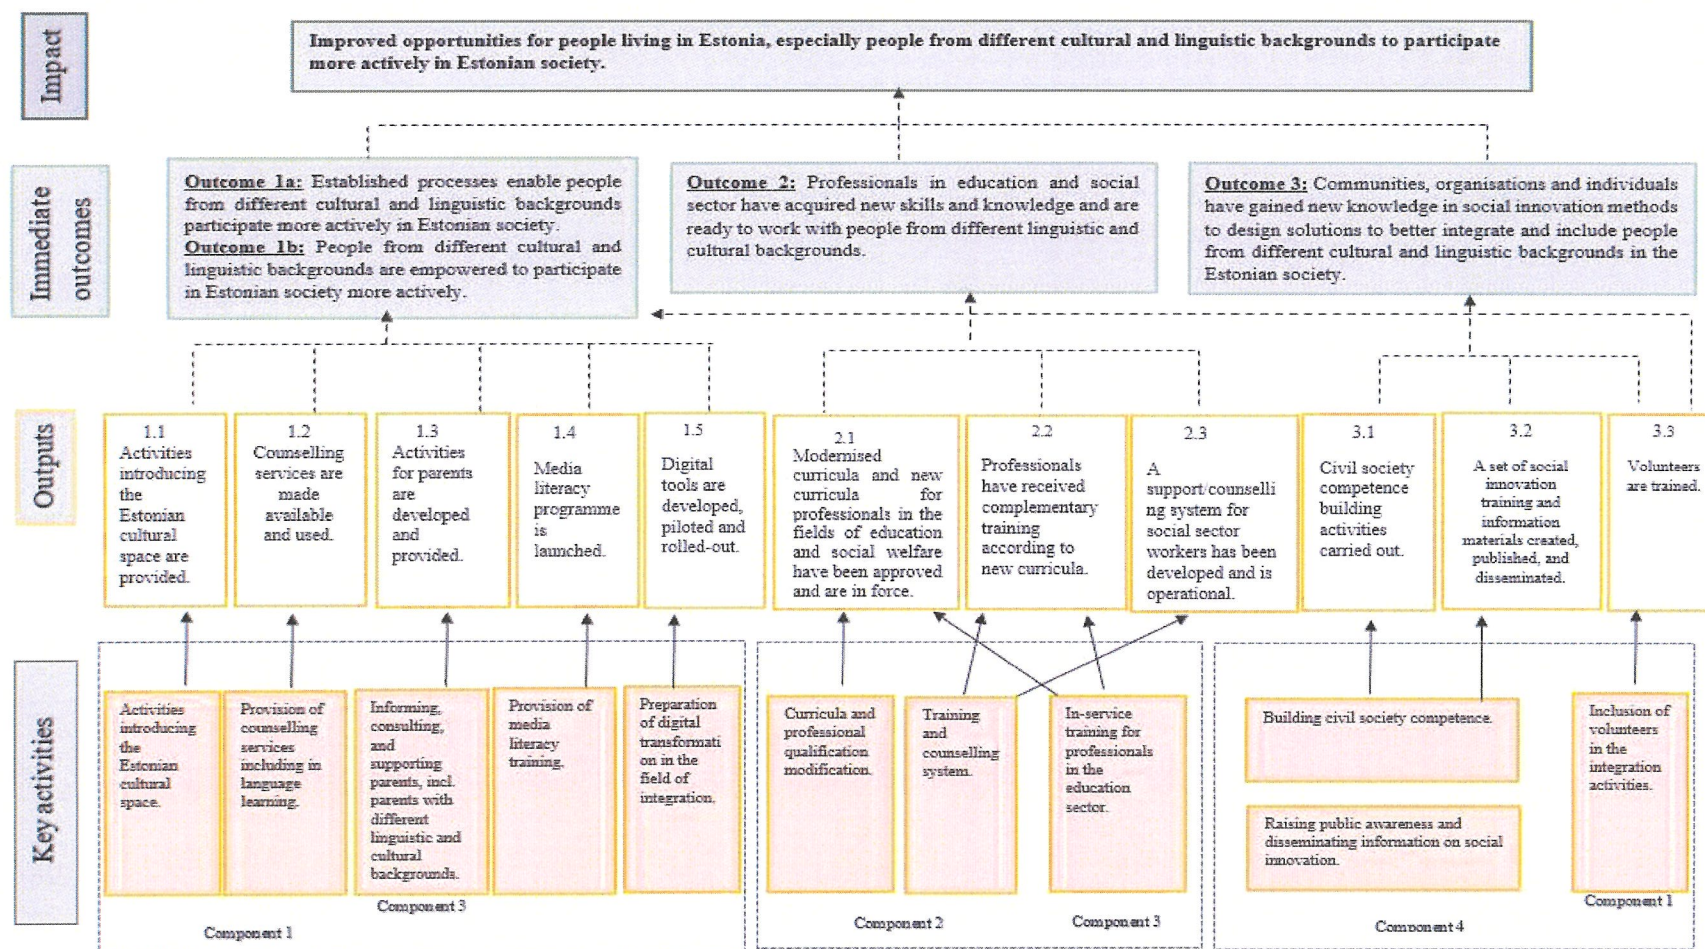 Impact
Improved opportunities for people living in Estonia, especially people from different cultural and linguistic backgrounds to participate
more actively in Estonian society.
Immediate
outcomes
Outcome 1a: Established processes enable people
from different cultural and linguistic backgrounds
participate more actively in Estonian society.
Outcome 1b: People from different cultural and
linguistic backgrounds are empowered to participate
in Estonian society more actively.
Outcome 2: Professionals in education and social
sector have acquired new skills and knowledge and are
ready to work with people from different linguistic and
cultural backgrounds.
Outcome 3: Communities, organisations and individuals
have gained new knowledge in social innovation methods
to design solutions to better integrate and include people
from different cultural and linguistic backgrounds in the
Estonian society.
Outputs
1.1
Activities
introducing
the
Estonian
cultural
space are
provided.
1.2
Counselling
services are
made
available
and used.
1.3
Activities
for parents
are
developed
and
provided.
1.4
Media
literacy
programme
is
launched.
1.5
Digital
tools are
developed,
piloted and
rolled-out.
2.1
Modernised
curricula and new
curricula for
professionals in the
fields of education
and social welfare
have been approved
and are in force.
2.2
Professionals
have received
complementary
training
according to
new curricula.
2.3
A
support/counselli
ng system for
social sector
workers has been
developed and is
operational.
3.1
Civil society
competence
building
activities
carried out.
3.2
A set of social
innovation
training and
information
materials created,
published, and
disseminated.
3.3
Volunteers
are trained.
Key activities
Activities
introducing
the
Estonian
cultural
space.
Provision of
counselling
services
including in
language
learning.
Informing,
consulting,
and
supporting
parents, incl.
parents with
different
linguistic and
cultural
backgrounds.
Provision of
media
literacy
training.
Preparation
of digital
transformati
on in the
field of
integration.
Curricula and
professional
qualification
modification.
Training
and
counselling
system.
In-service
training for
professionals
in the
education
sector.
Building civil society competence.
Raising public awareness and
disseminating information on social
innovation.
Inclusion of
volunteers
in the
integration
activities.
Component 3
Component 1
Component 2
Component 3
Component 4
Component 1